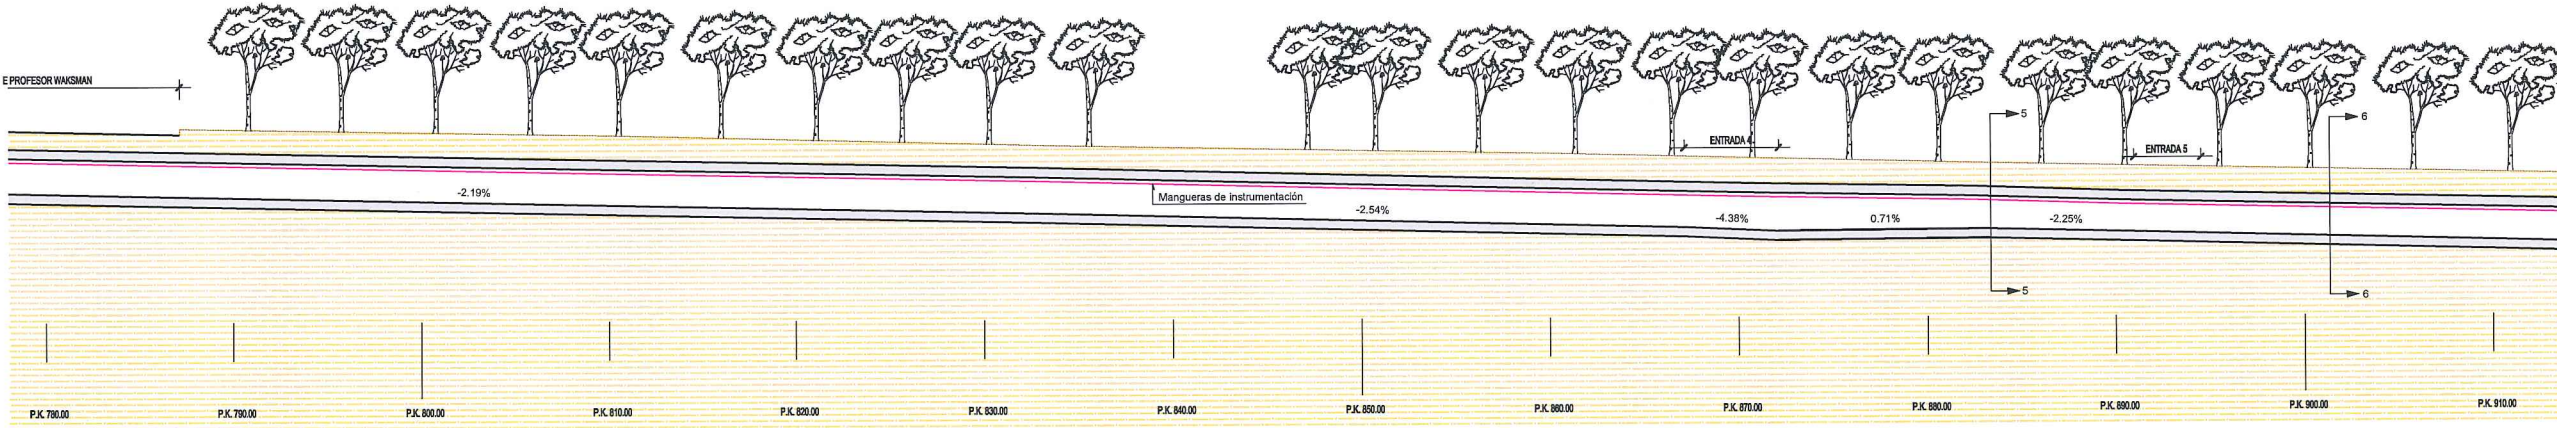 E PROFESOR WAKSMAN
ENTRADA 4
ENTRADA 5
5
6
-2.19%
Mangueras de instrumentación
-2.54%
-4.38%
0.71%
-2.25%
5
6
P.K. 780.00
P.K. 790.00
P.K. 800.00
P.K. 810.00
P.K. 820.00
P.K. 830.00
P.K. 840.00
P.K. 850.00
P.K. 860.00
P.K. 870.00
P.K. 880.00
P.K. 890.00
P.K. 900.00
P.K. 910.00